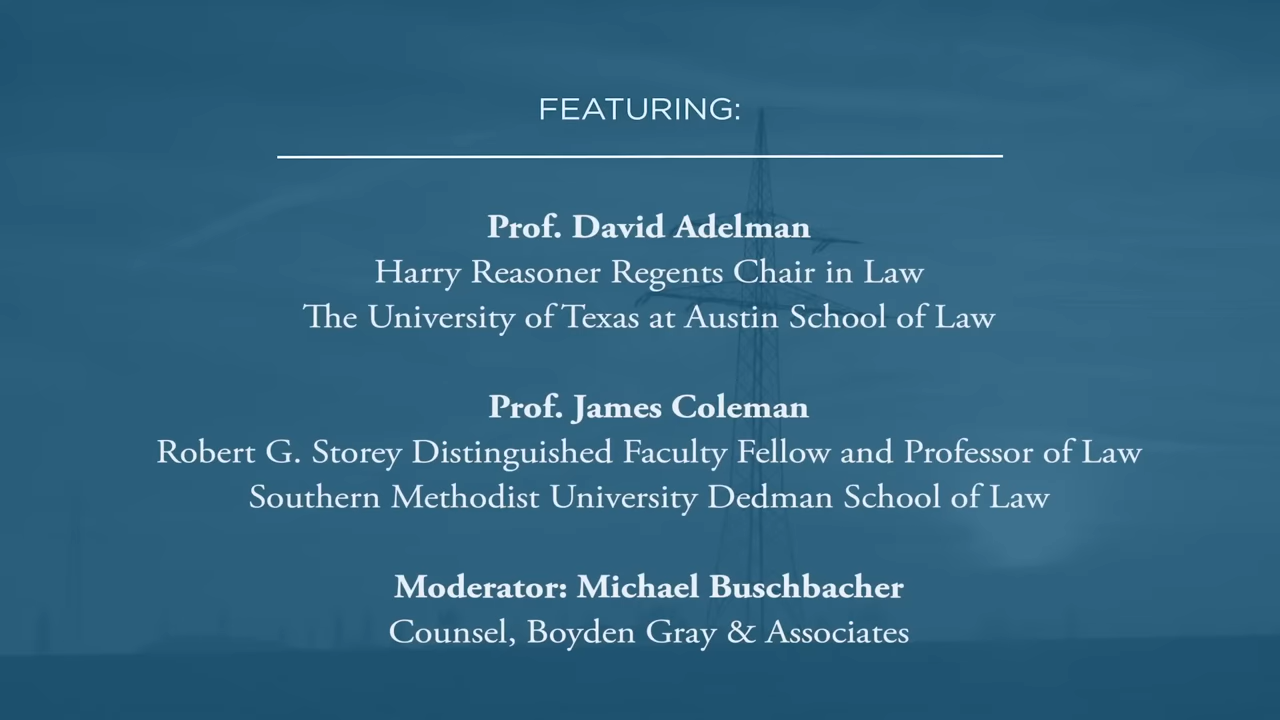 FEATURING:
Prof. David Adelman
Harry Reasoner Regents Chair in Law
The University of Texas at Austin School of Law
Prof. James Coleman
Robert G. Storey Distinguished Faculty Fellow and Professor of Law
Southern Methodist University Dedman School of Law
Moderator: Michael Buschbacher
Counsel, Boyden Gray & Associates